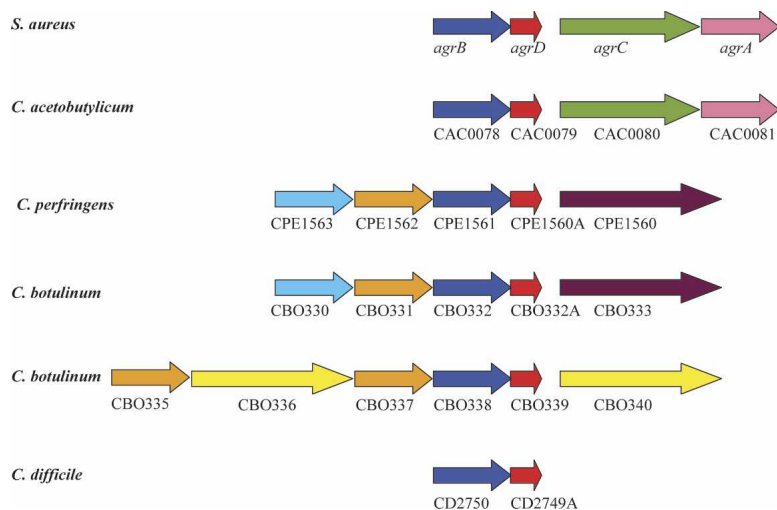 S. aureus
agrB agrD agrC agrA
C. acetobutylicum
CAC0078 CAC0079 CAC0080 CAC0081
C. perfringens
CPE1563 CPE1562 CPE1561 CPE1560A CPE1560
C. botulinum
CBO330 CBO331 CBO332 CBO332A CBO333
C. botulinum
CBO335 CBO336 CBO337 CBO338 CBO339 CBO340
C. difficile
CD2750 CD2749A